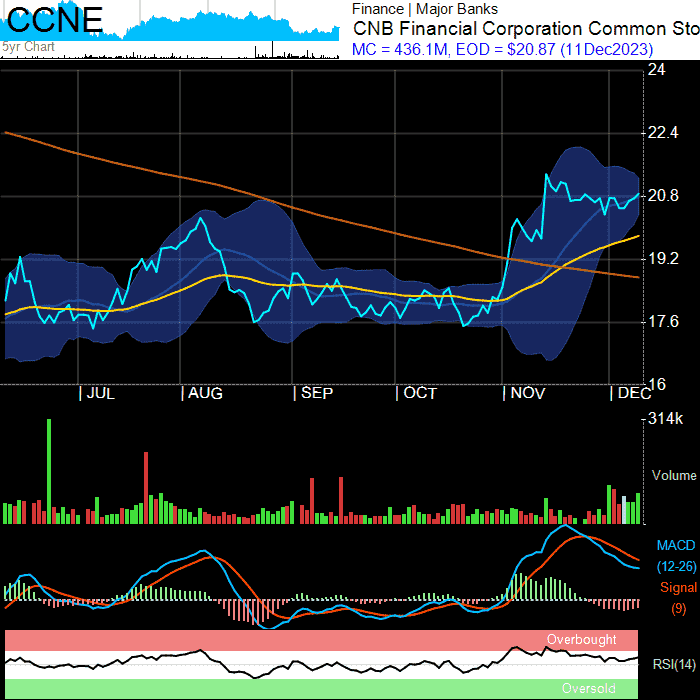 CCNE
5yr Chart
Finance | Major Banks
CNB Financial Corporation Common Sto
MC = 436.1M, EOD = $20.87 (11Dec2023)
24
22.4
20.8
19.2
17.6
16
JUL
AUG
SEP
OCT
NOV
DEC
314k
Volume
MACD
(12-26)
Signal
(9)
Overbought
RSI(14)
Oversold